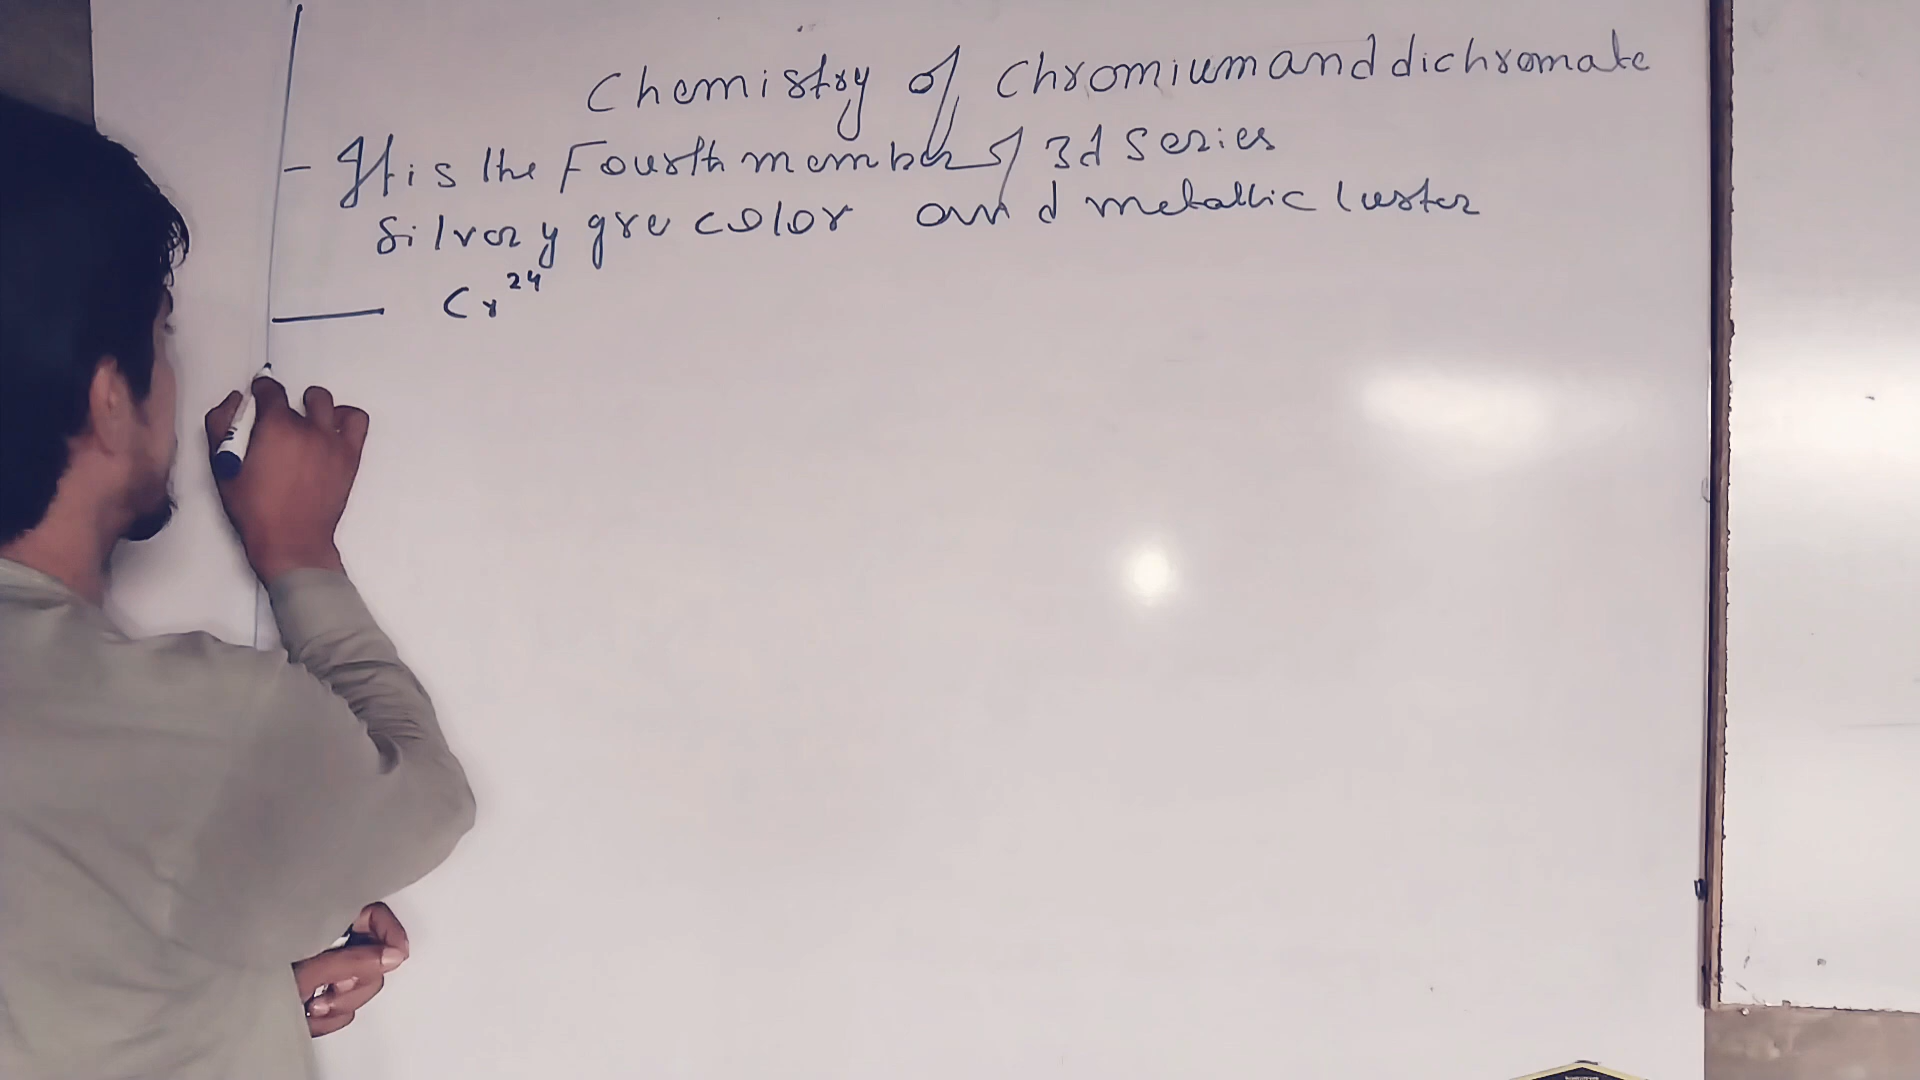 Chemistry of Chromium and dichromate
- It is the Fourth member of 3d series
Silvery gre color and metallic luster
Cr²⁴